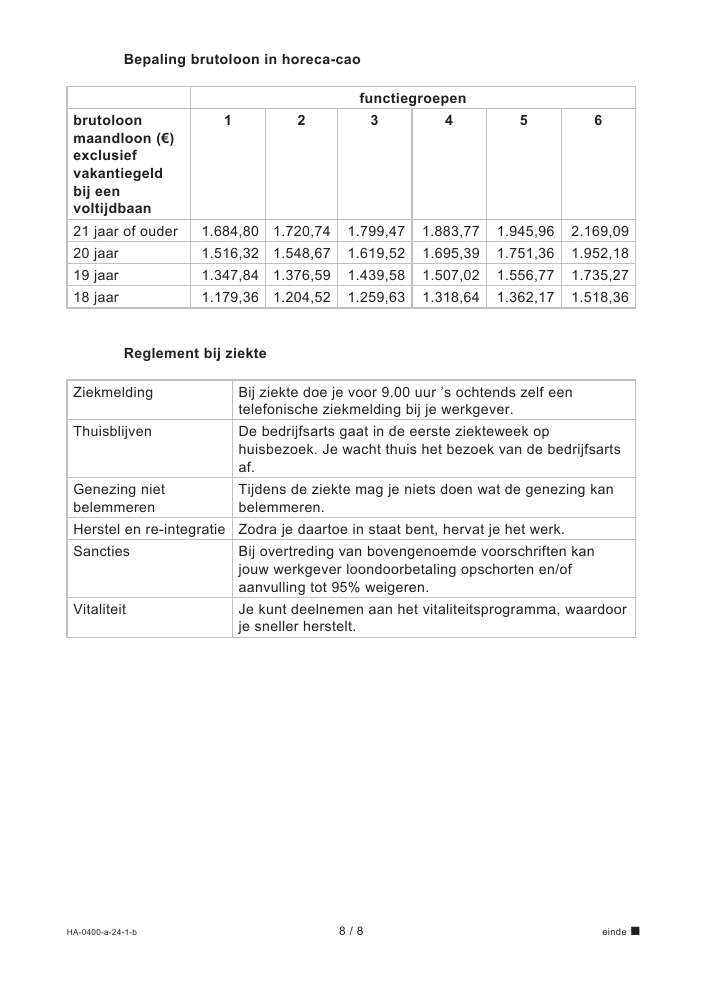 Bepaling brutoloon in horeca-cao
functiegroepen
brutoloon 1 2 3 4 5 6
maandloon (€)
exclusief
vakantiegeld
bij een
voltijdbaan
21 jaar of ouder 1.684,80 1.720,74 1.799,47 1.883,77 1.945,96 2.169,09
20 jaar 1.516,32 1.548,67 1.619,52 1.695,39 1.751,36 1.952,18
19 jaar 1.347,84 1.376,59 1.439,58 1.507,02 1.556,77 1.735,27
18 jaar 1.179,36 1.204,52 1.259,63 1.318,64 1.362,17 1.518,36
Reglement bij ziekte
Ziekmelding Bij ziekte doe je voor 9.00 uur ’s ochtends zelf een
telefonische ziekmelding bij je werkgever.
Thuisblijven De bedrijfsarts gaat in de eerste ziekteweek op
huisbezoek. Je wacht thuis het bezoek van de bedrijfsarts
af.
Genezing niet Tijdens de ziekte mag je niets doen wat de genezing kan
belemmeren belemmeren.
Herstel en re-integratie Zodra je daartoe in staat bent, hervat je het werk.
Sancties Bij overtreding van bovengenoemde voorschriften kan
jouw werkgever loondoorbetaling opschorten en/of
aanvulling tot 95% weigeren.
Vitaliteit Je kunt deelnemen aan het vitaliteitsprogramma, waardoor
je sneller herstelt.
HA-0400-a-24-1-b 8 / 8 einde